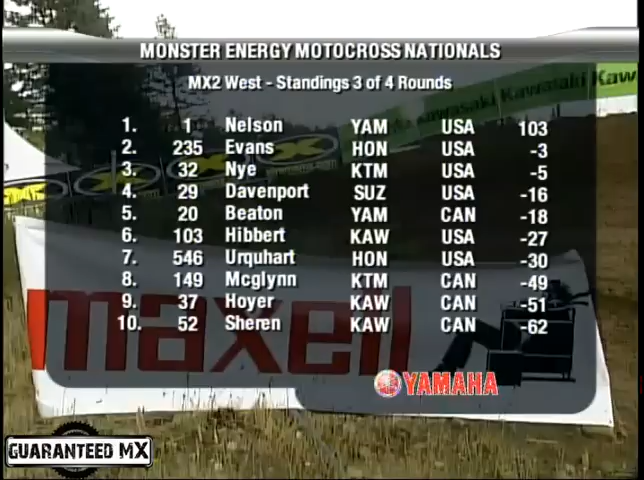 MONSTER ENERGY MOTOCROSS NATIONALS
MX2 West - Standings 3 of 4 Rounds
Kawasaki Kawasaki Kaw
1. 1 Nelson YAM USA 103
2. 235 Evans HON USA -3
3. 32 Nye KTM USA -5
4. 29 Davenport SUZ USA -16
5. 20 Beaton YAM CAN -18
6. 103 Hibbert KAW USA -27
7. 546 Urquhart HON USA -30
8. 149 Mcglynn KTM CAN -49
9. 37 Hoyer KAW CAN -51
10. 52 Sheren KAW CAN -62
maxell
YAMAHA
GUARANTEED MX